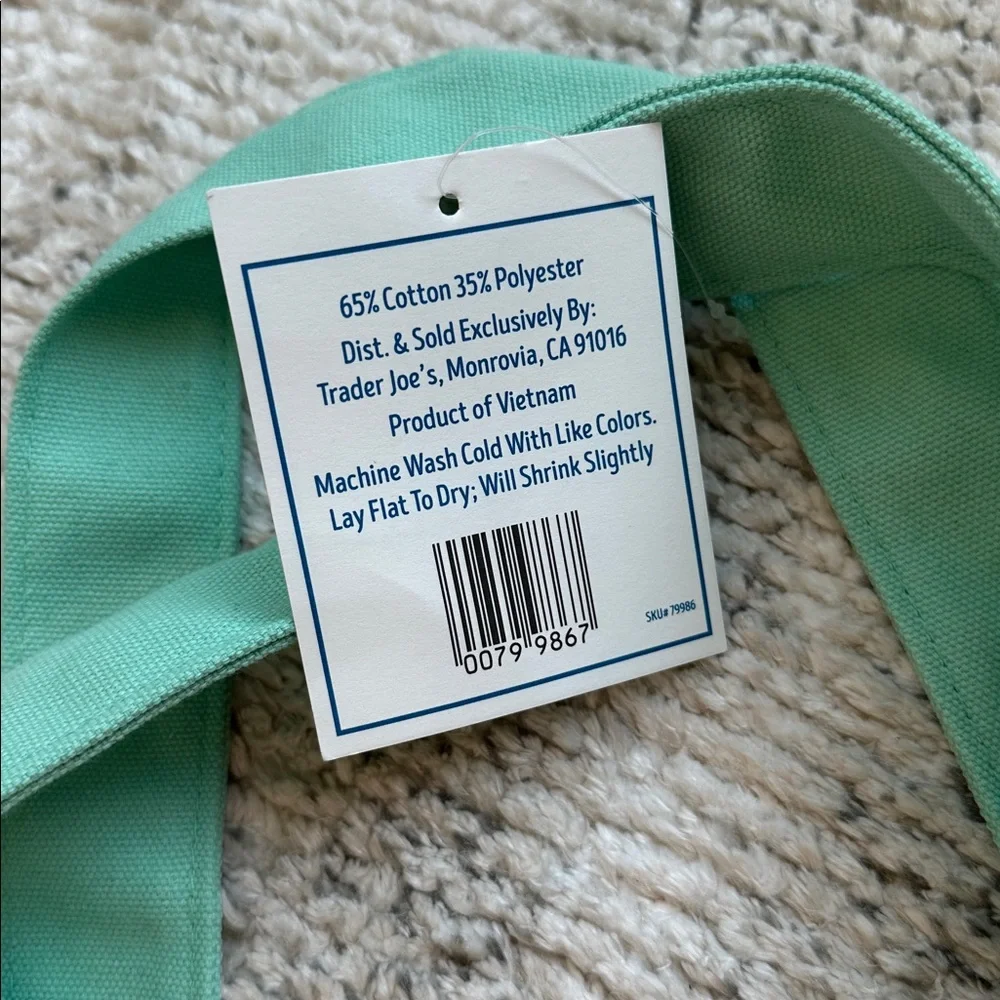 65% Cotton 35% Polyester
Dist. & Sold Exclusively By:
Trader Joe's, Monrovia, CA 91016
Product of Vietnam
Machine Wash Cold With Like Colors.
Lay Flat To Dry; Will Shrink Slightly
SKU# 79986
0079 9867